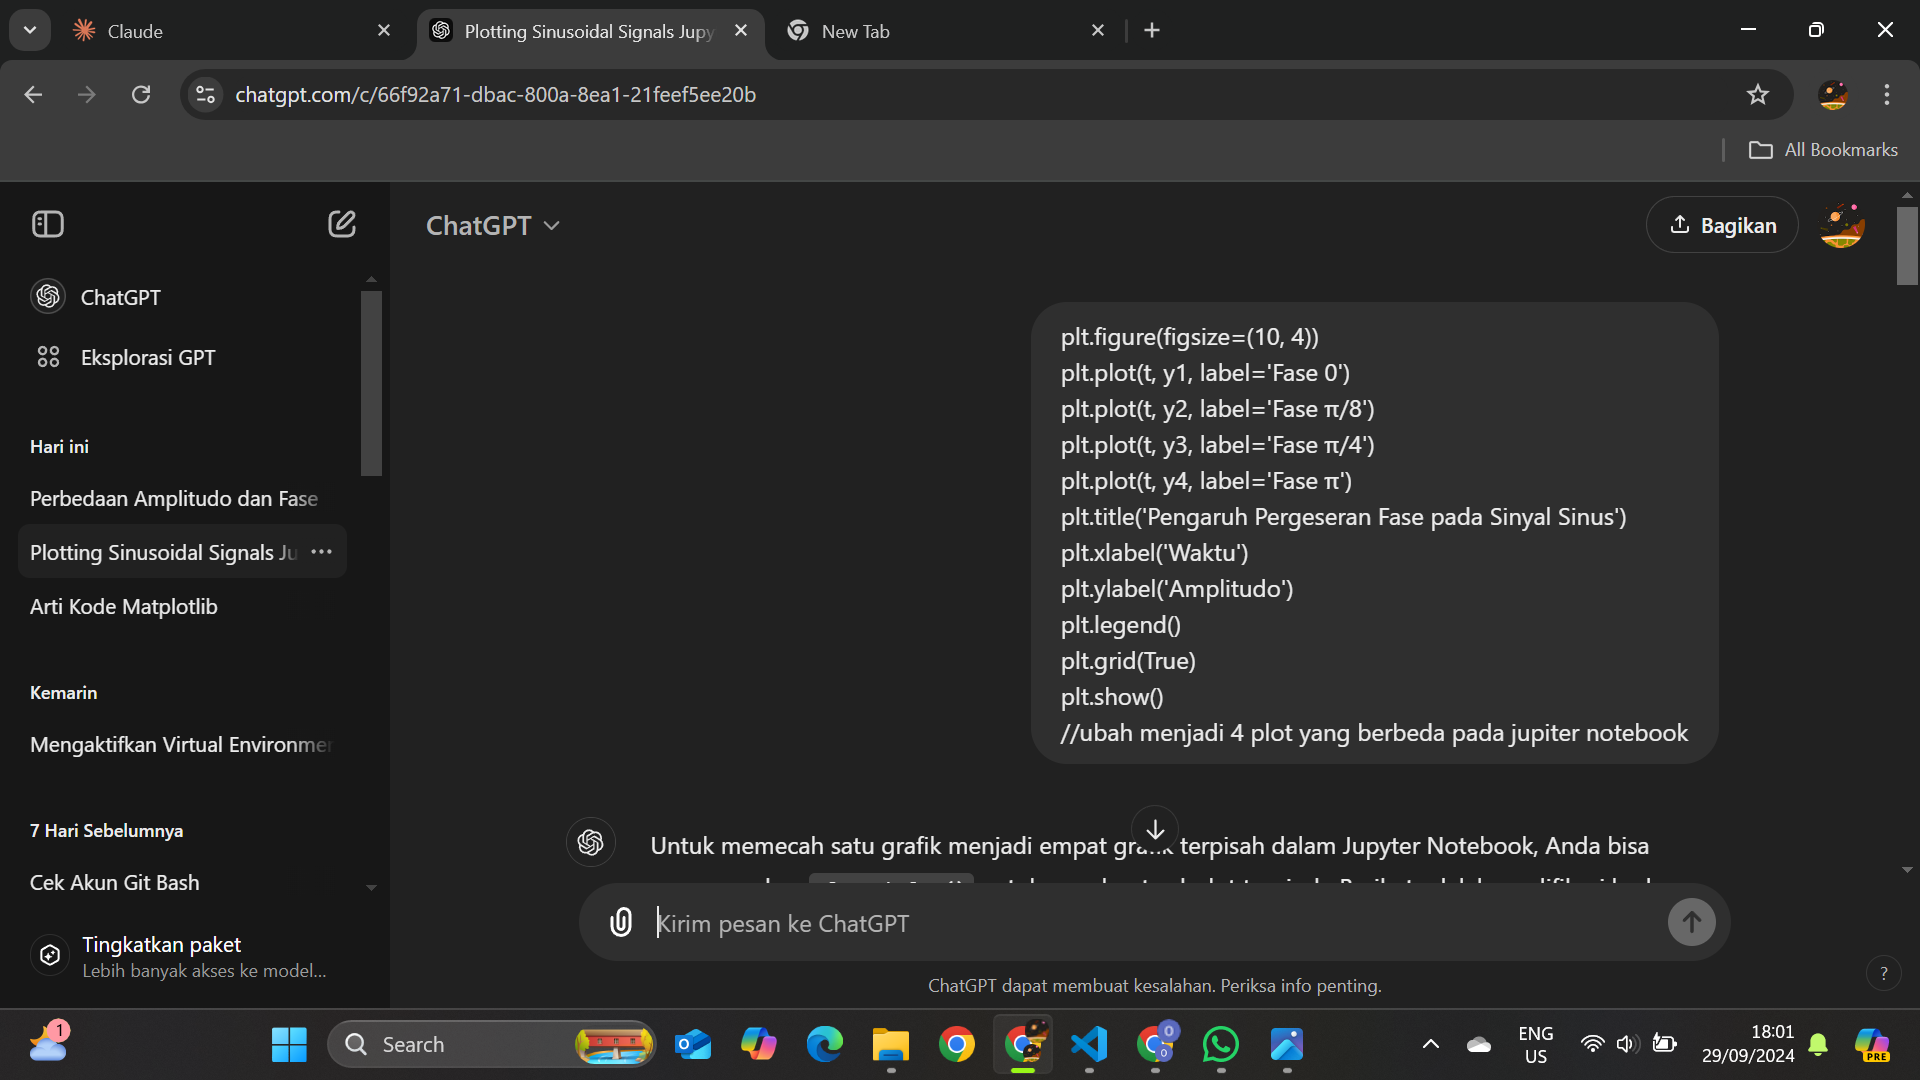 Claude
Plotting Sinusoidal Signals Jupy
New Tab
chatgpt.com/c/66f92a71-dbac-800a-8ea1-21feef5ee20b
All Bookmarks
ChatGPT
Bagikan
ChatGPT
Eksplorasi GPT
Hari ini
Perbedaan Amplitudo dan Fase
Plotting Sinusoidal Signals Ju
Arti Kode Matplotlib
Kemarin
Mengaktifkan Virtual Environmen
7 Hari Sebelumnya
Cek Akun Git Bash
Tingkatkan paket
Lebih banyak akses ke model...
plt.figure(figsize=(10, 4))
plt.plot(t, y1, label='Fase 0')
plt.plot(t, y2, label='Fase π/8')
plt.plot(t, y3, label='Fase π/4')
plt.plot(t, y4, label='Fase π')
plt.title('Pengaruh Pergeseran Fase pada Sinyal Sinus')
plt.xlabel('Waktu')
plt.ylabel('Amplitudo')
plt.legend()
plt.grid(True)
plt.show()
//ubah menjadi 4 plot yang berbeda pada jupiter notebook
Untuk memecah satu grafik menjadi empat grafik terpisah dalam Jupyter Notebook, Anda bisa
Kirim pesan ke ChatGPT
ChatGPT dapat membuat kesalahan. Periksa info penting.
?
1
Search
0
0
ENG
US
18:01
29/09/2024
PRE